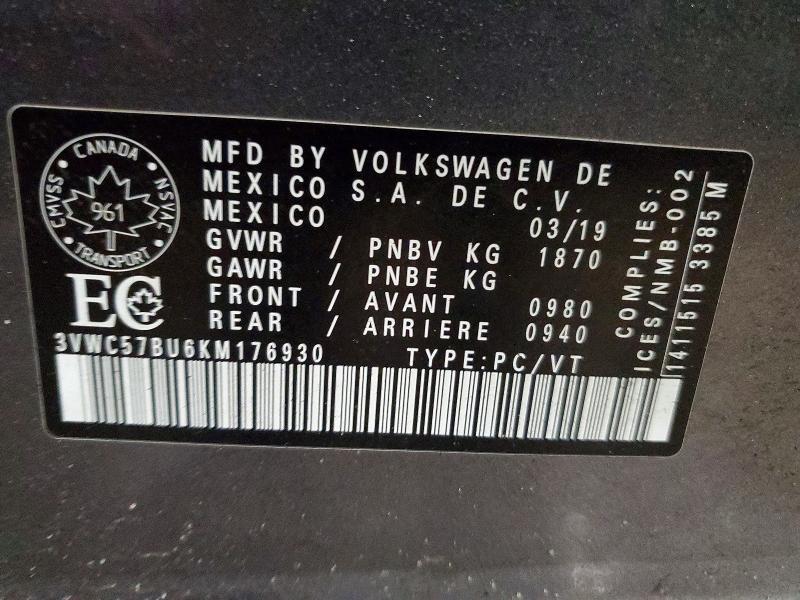 CANADA
CMVSS
NSVAC
961
TRANSPORT
EC
MFD BY VOLKSWAGEN DE
MEXICO S.A. DE C.V.
MEXICO 03/19
GVWR / PNBV KG 1870
GAWR / PNBE KG
FRONT / AVANT 0980
REAR / ARRIERE 0940
3VWC57BU6KM176930 TYPE:PC/VT
COMPLIES:
ICES/NMB-002
1411515 3385 M